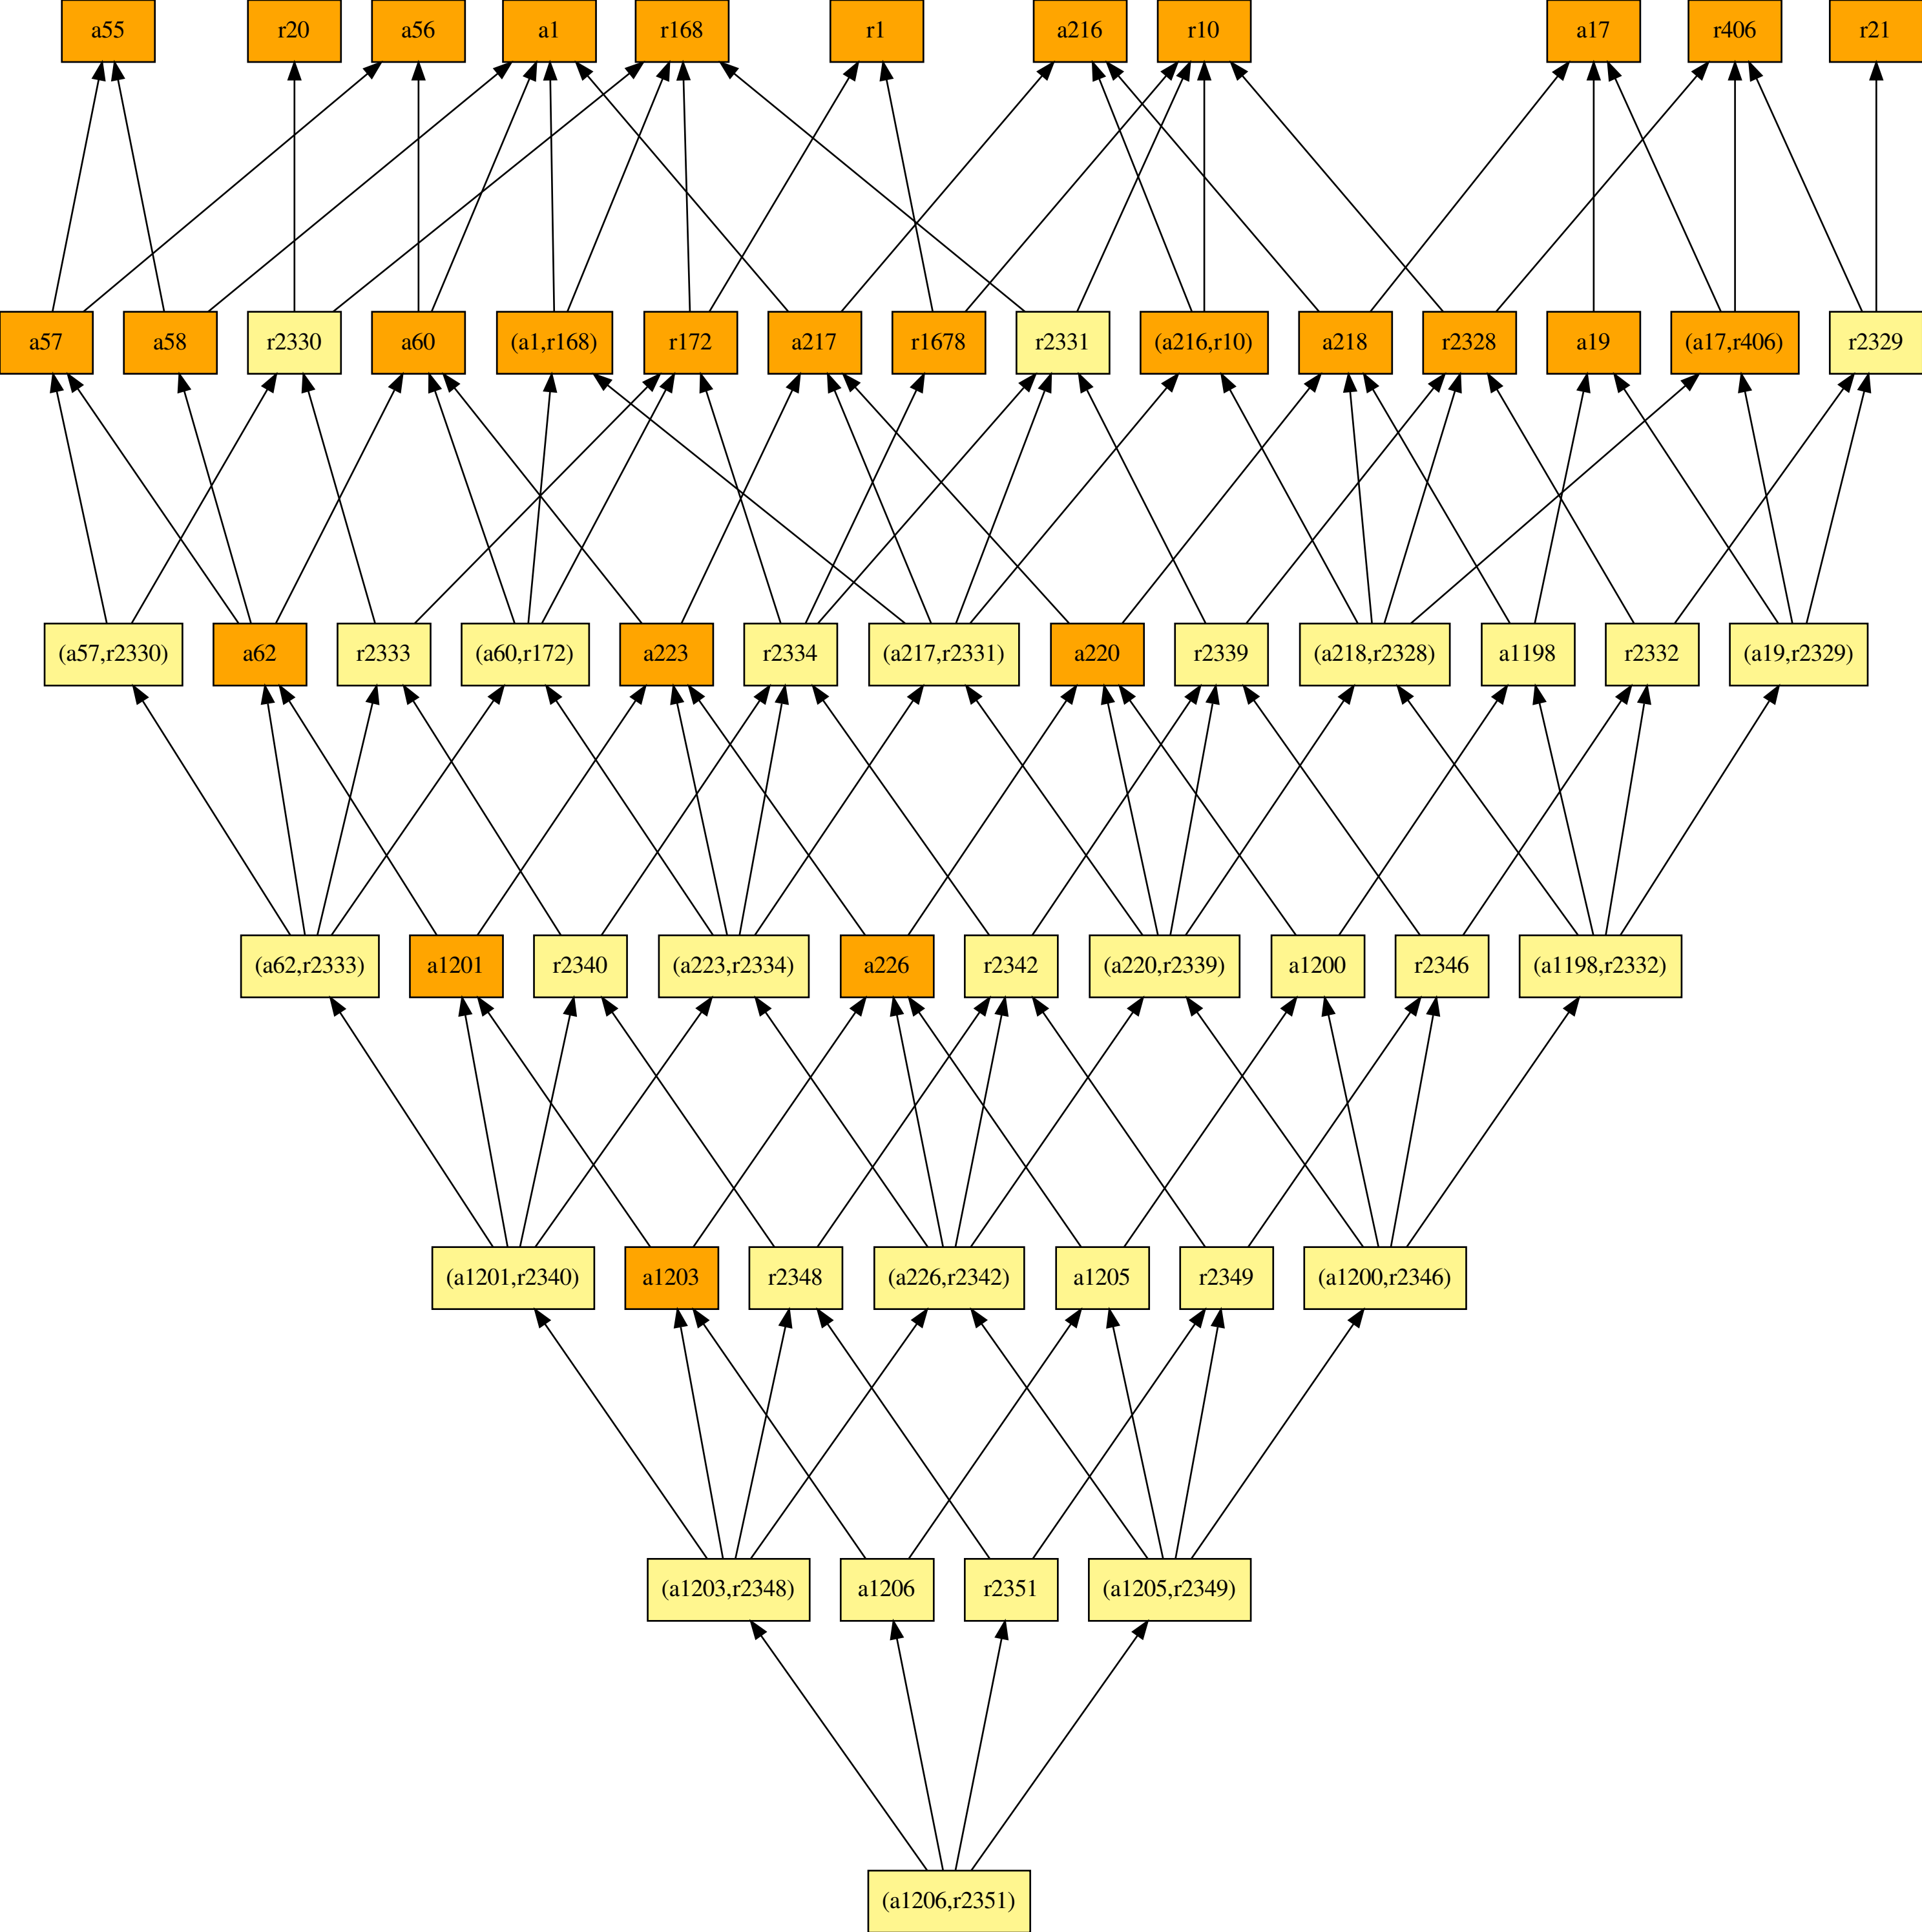 a55 r20 a56 a1 r168 r1 a216 r10 a17 r406 r21
a57 a58 r2330 a60 (a1,r168) r172 a217 r1678 r2331 (a216,r10) a218 r2328 a19 (a17,r406) r2329
(a57,r2330) a62 r2333 (a60,r172) a223 r2334 (a217,r2331) a220 r2339 (a218,r2328) a1198 r2332 (a19,r2329)
(a62,r2333) a1201 r2340 (a223,r2334) a226 r2342 (a220,r2339) a1200 r2346 (a1198,r2332)
(a1201,r2340) a1203 r2348 (a226,r2342) a1205 r2349 (a1200,r2346)
(a1203,r2348) a1206 r2351 (a1205,r2349)
(a1206,r2351)